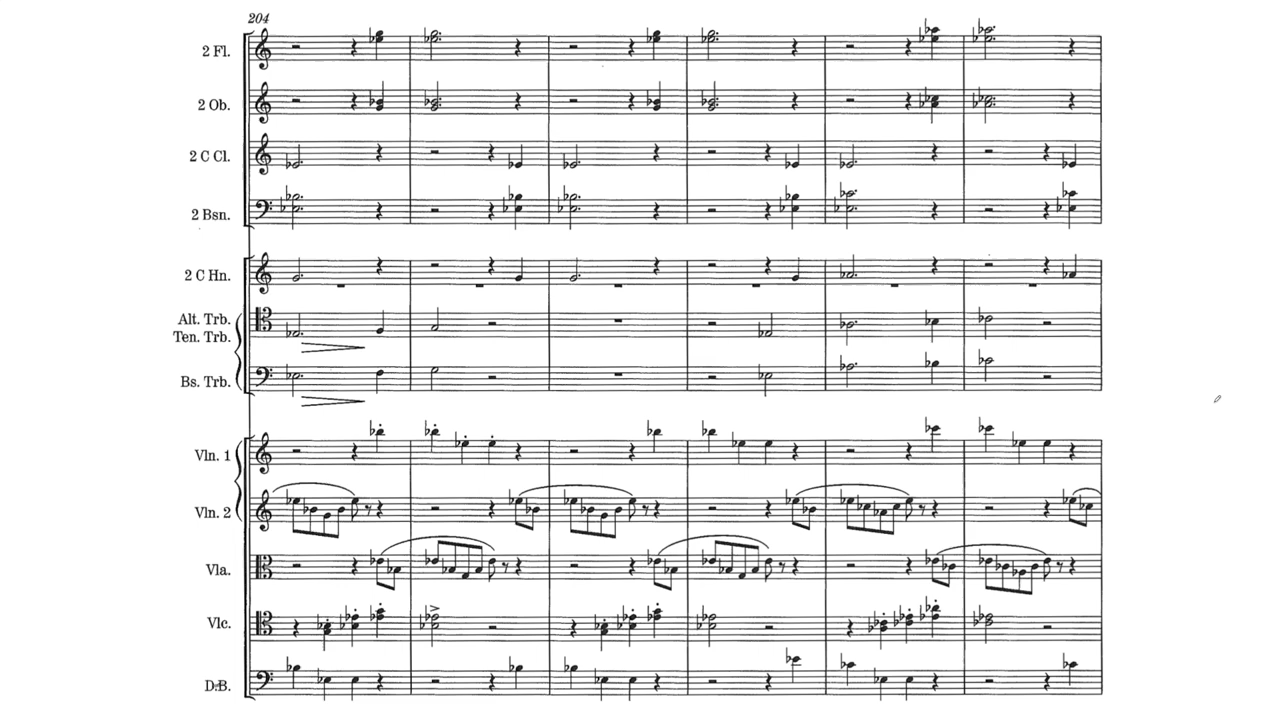 204
2 Fl.
2 Ob.
2 C Cl.
2 Bsn.
2 C Hn.
Alt. Trb.
Ten. Trb.
Bs. Trb.
Vln. 1
Vln. 2
Vla.
Vlc.
D.B.